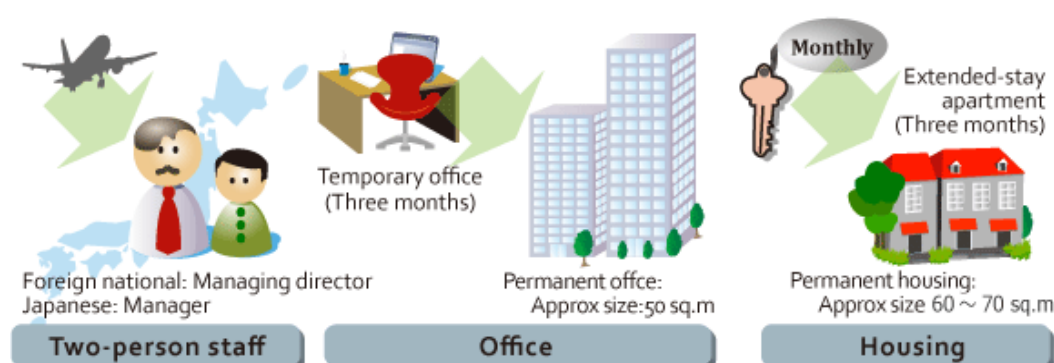 Monthly
Extended-stay
apartment
(Three months)
Temporary office
(Three months)
Foreign national: Managing director
Japanese: Manager
Permanent offce:
Approx size:50 sq.m
Permanent housing:
Approx size 60 ～ 70 sq.m
Two-person staff
Office
Housing